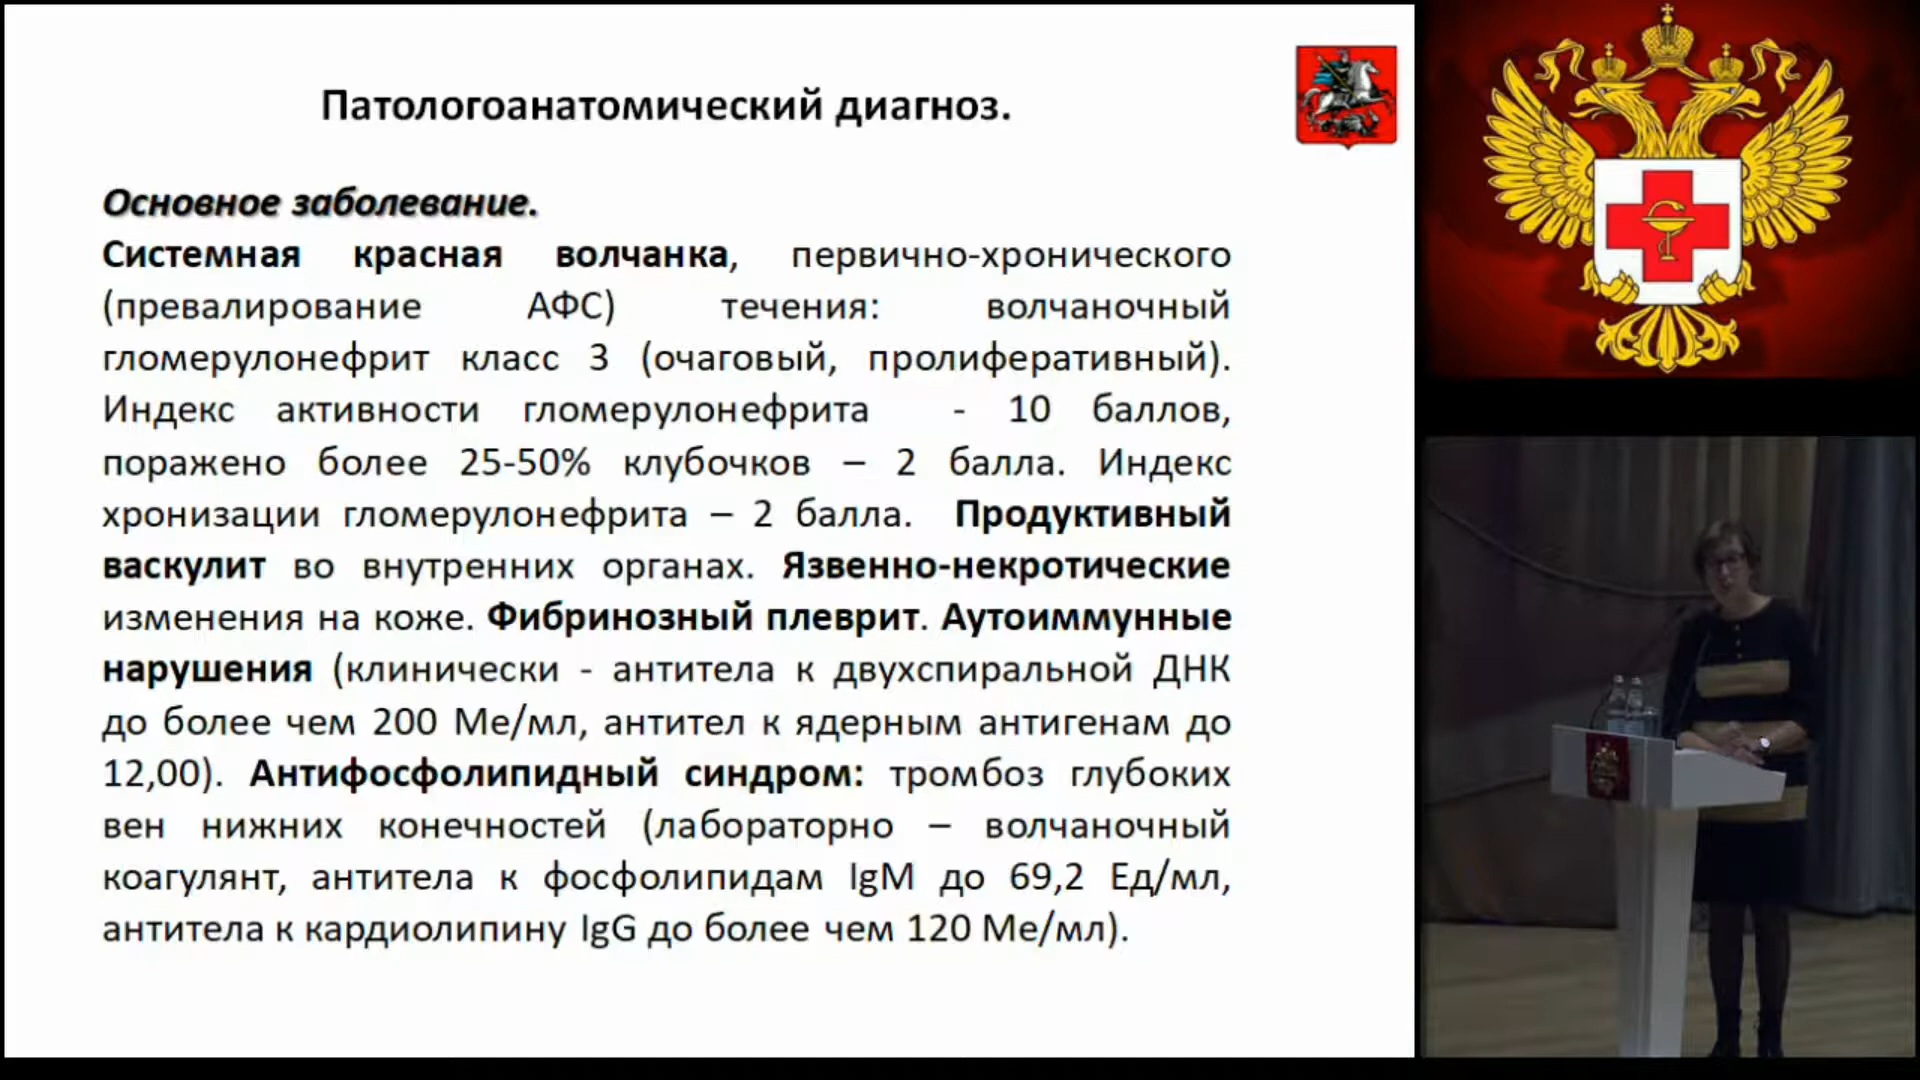 Патологоанатомический диагноз.
Основное заболевание.
Системная красная волчанка, первично-хронического
(превалирование АФС) течения: волчаночный
гломерулонефрит класс 3 (очаговый, пролиферативный).
Индекс активности гломерулонефрита - 10 баллов,
поражено более 25-50% клубочков – 2 балла. Индекс
хронизации гломерулонефрита – 2 балла. Продуктивный
васкулит во внутренних органах. Язвенно-некротические
изменения на коже. Фибринозный плеврит. Аутоиммунные
нарушения (клинически - антитела к двухспиральной ДНК
до более чем 200 Ме/мл, антител к ядерным антигенам до
12,00). Антифосфолипидный синдром: тромбоз глубоких
вен нижних конечностей (лабораторно – волчаночный
коагулянт, антитела к фосфолипидам IgM до 69,2 Ед/мл,
антитела к кардиолипину IgG до более чем 120 Ме/мл).